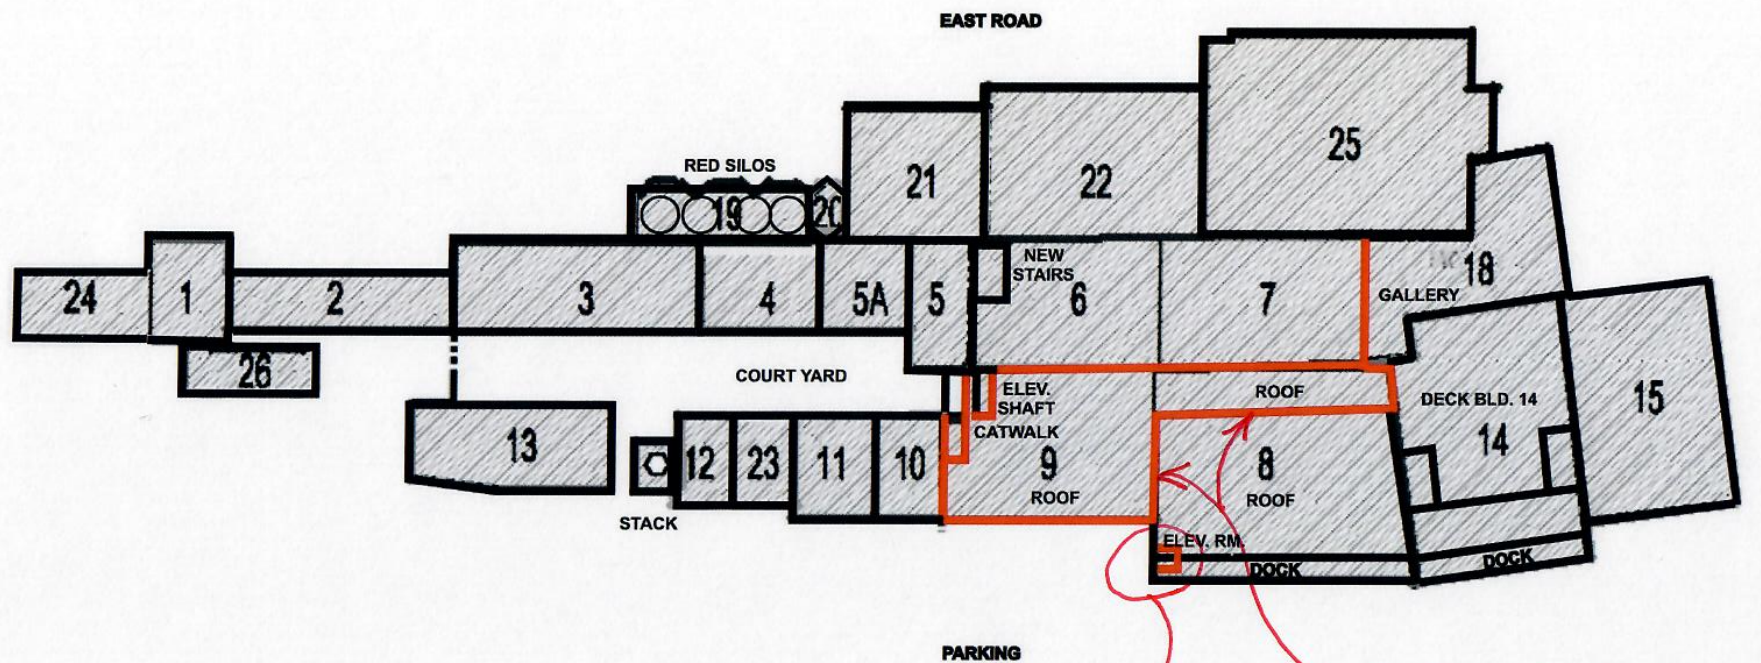 EAST ROAD
25
21
22
RED SILOS
19
20
24
1
2
3
4
5A
5
NEW
STAIRS
6
7
18
GALLERY
26
COURT YARD
ELEV.
SHAFT
CATWALK
ROOF
DECK BLD. 14
14
15
13
12
23
11
10
9
ROOF
8
ROOF
STACK
ELEV. RM.
DOCK
DOCK
PARKING